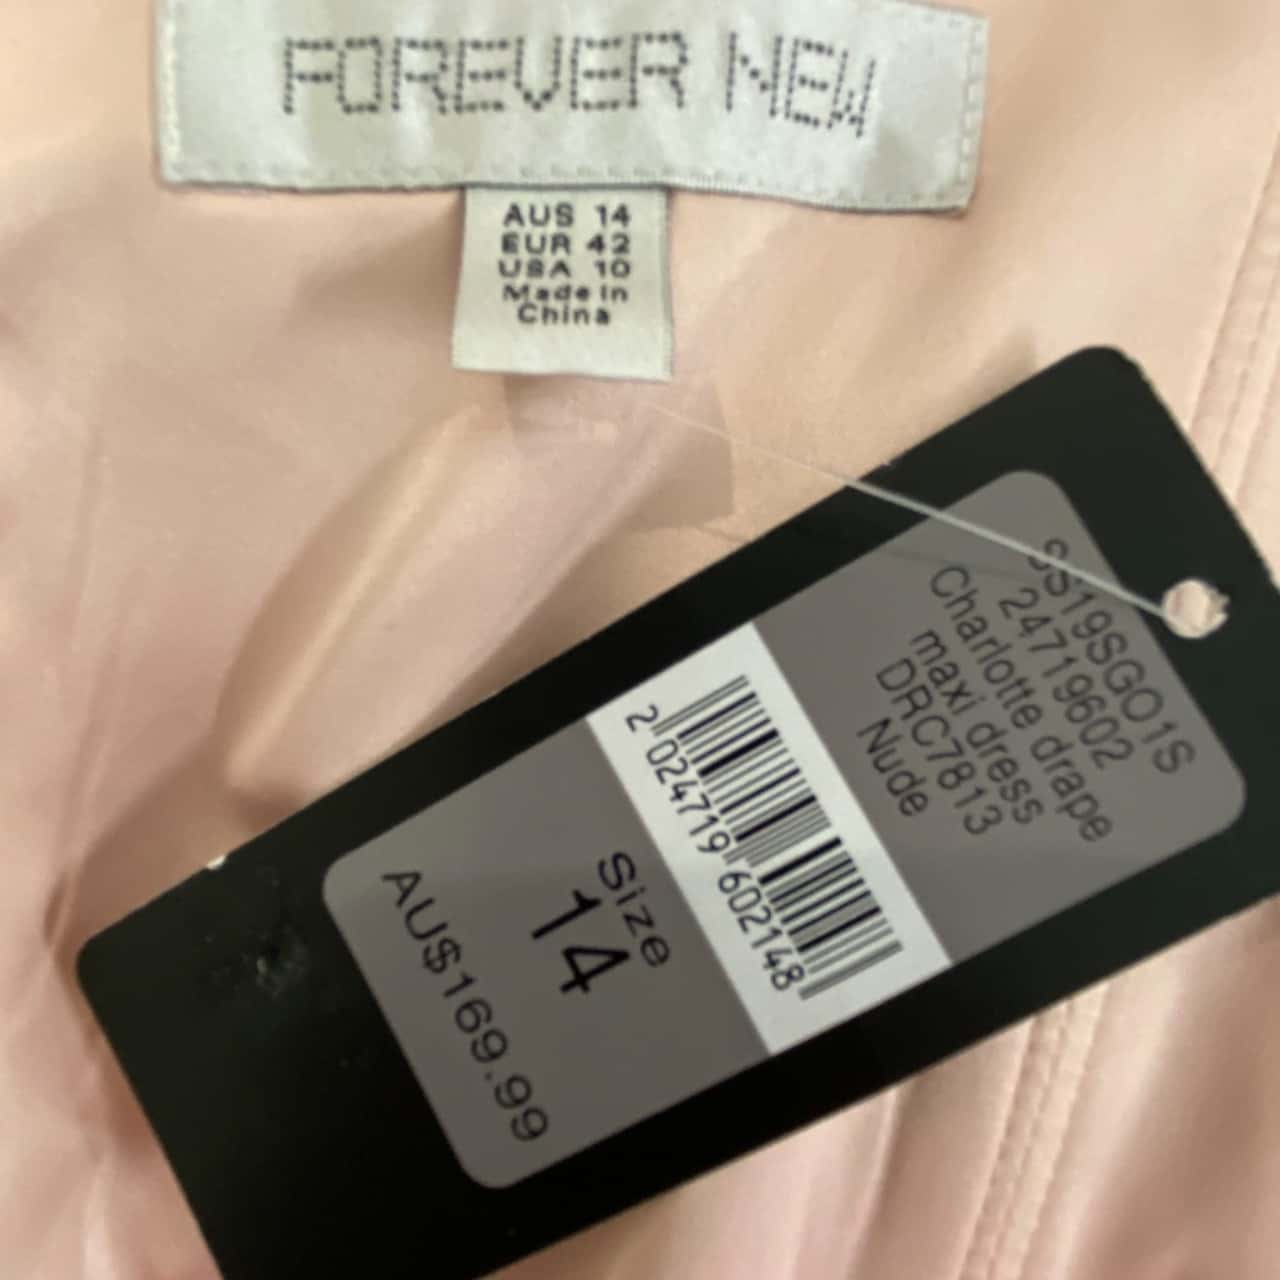 FOREVER NEW
AUS 14
EUR 42
USA 10
Made in
China
SS19SGO1S
24719602
Charlotte drape
maxi dress
DRC7813
Nude
2 024719 602148
Size
14
AU$169.99